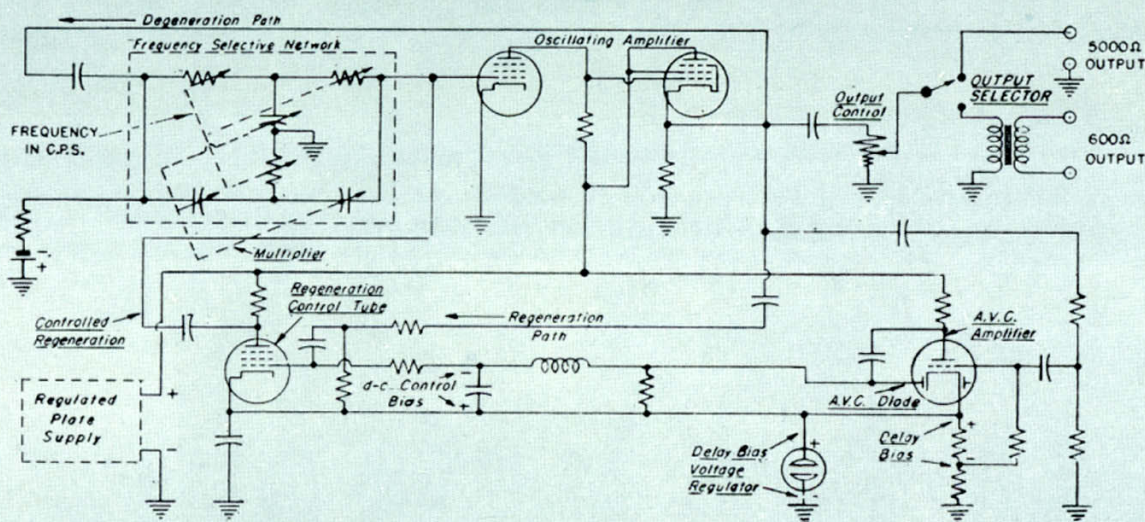 Degeneration Path
Frequency Selective Network
Oscillating Amplifier
5000Ω
OUTPUT
OUTPUT
SELECTOR
Output
Control
600Ω
OUTPUT
FREQUENCY
IN C.P.S.
-
+
Multiplier
Regeneration
Control Tube
Regeneration
Path
A.V.C.
Amplifier
Controlled
Regeneration
d-c Control
Bias
-
+
A.V.C. Diode
Regulated
Plate
Supply
+
-
Delay Bias
Voltage
Regulator
+
-
Delay
Bias
+
-